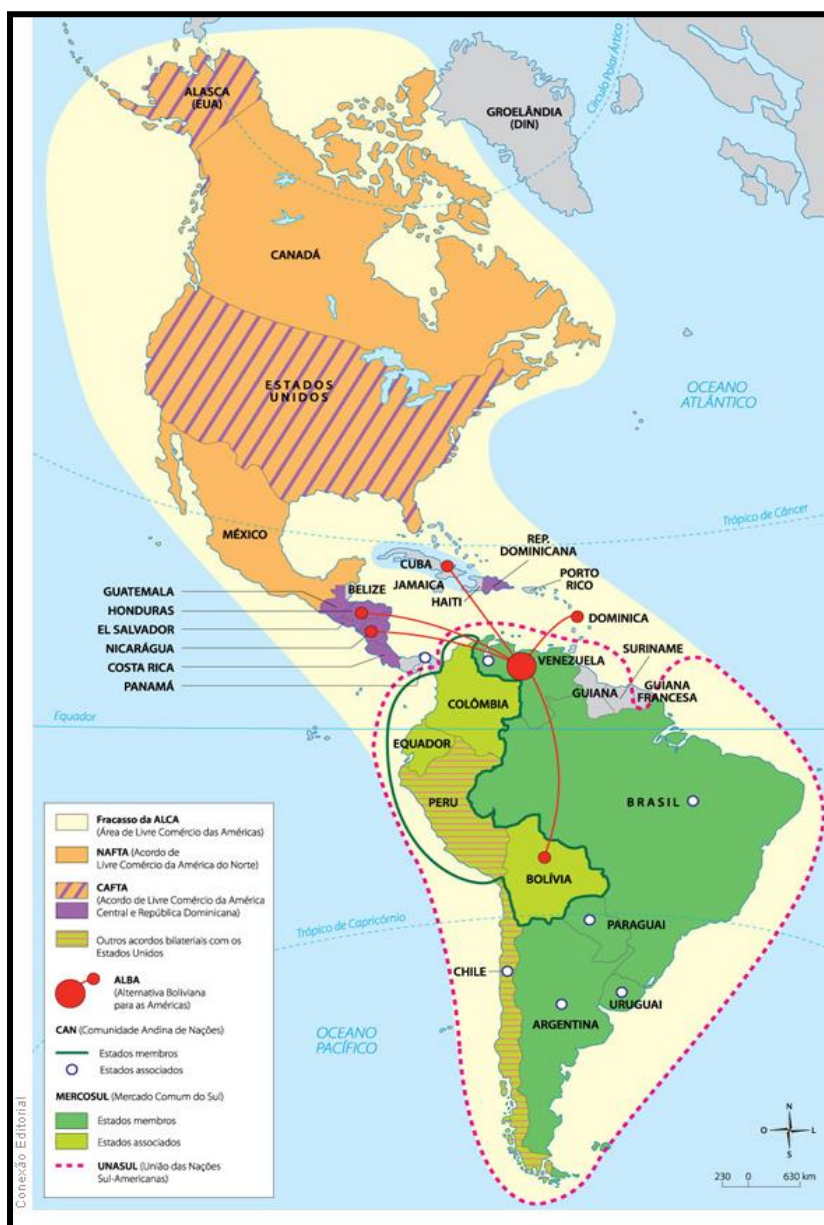 Círculo Polar Ártico
ALASCA
(EUA)
GROELÂNDIA
(DIN)
CANADÁ
ESTADOS
UNIDOS
OCEANO
ATLÂNTICO
Trópico de Câncer
MÉXICO
REP.
DOMINICANA
CUBA
JAMAICA
HAITI
PORTO
RICO
BELIZE
GUATEMALA
HONDURAS
EL SALVADOR
NICARÁGUA
COSTA RICA
PANAMÁ
DOMINICA
VENEZUELA
SURINAME
GUIANA
GUIANA
FRANCESA
COLÔMBIA
Equador
EQUADOR
PERU
BRASIL
BOLÍVIA
Trópico de Capricórnio
PARAGUAI
CHILE
URUGUAI
ARGENTINA
OCEANO
PACÍFICO
Fracasso da ALCA
(Área de Livre Comércio das Américas)
NAFTA (Acordo de
Livre Comércio da América do Norte)
CAFTA
(Acordo de Livre Comércio da América
Central e República Dominicana)
Outros acordos bilateriais com os
Estados Unidos
ALBA
(Alternativa Boliviana
para as Américas)
CAN (Comunidade Andina de Nações)
Estados membros
Estados associados
MERCOSUL (Mercado Comum do Sul)
Estados membros
Estados associados
UNASUL (União das Nações
Sul-Americanas)
N
O
L
S
230 0 630 km
Conexão Editorial